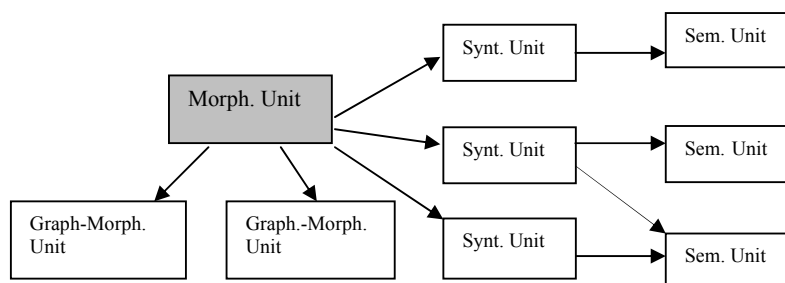 Synt. Unit
Sem. Unit
Morph. Unit
Synt. Unit
Sem. Unit
Graph-Morph.
Unit
Graph.-Morph.
Unit
Synt. Unit
Sem. Unit